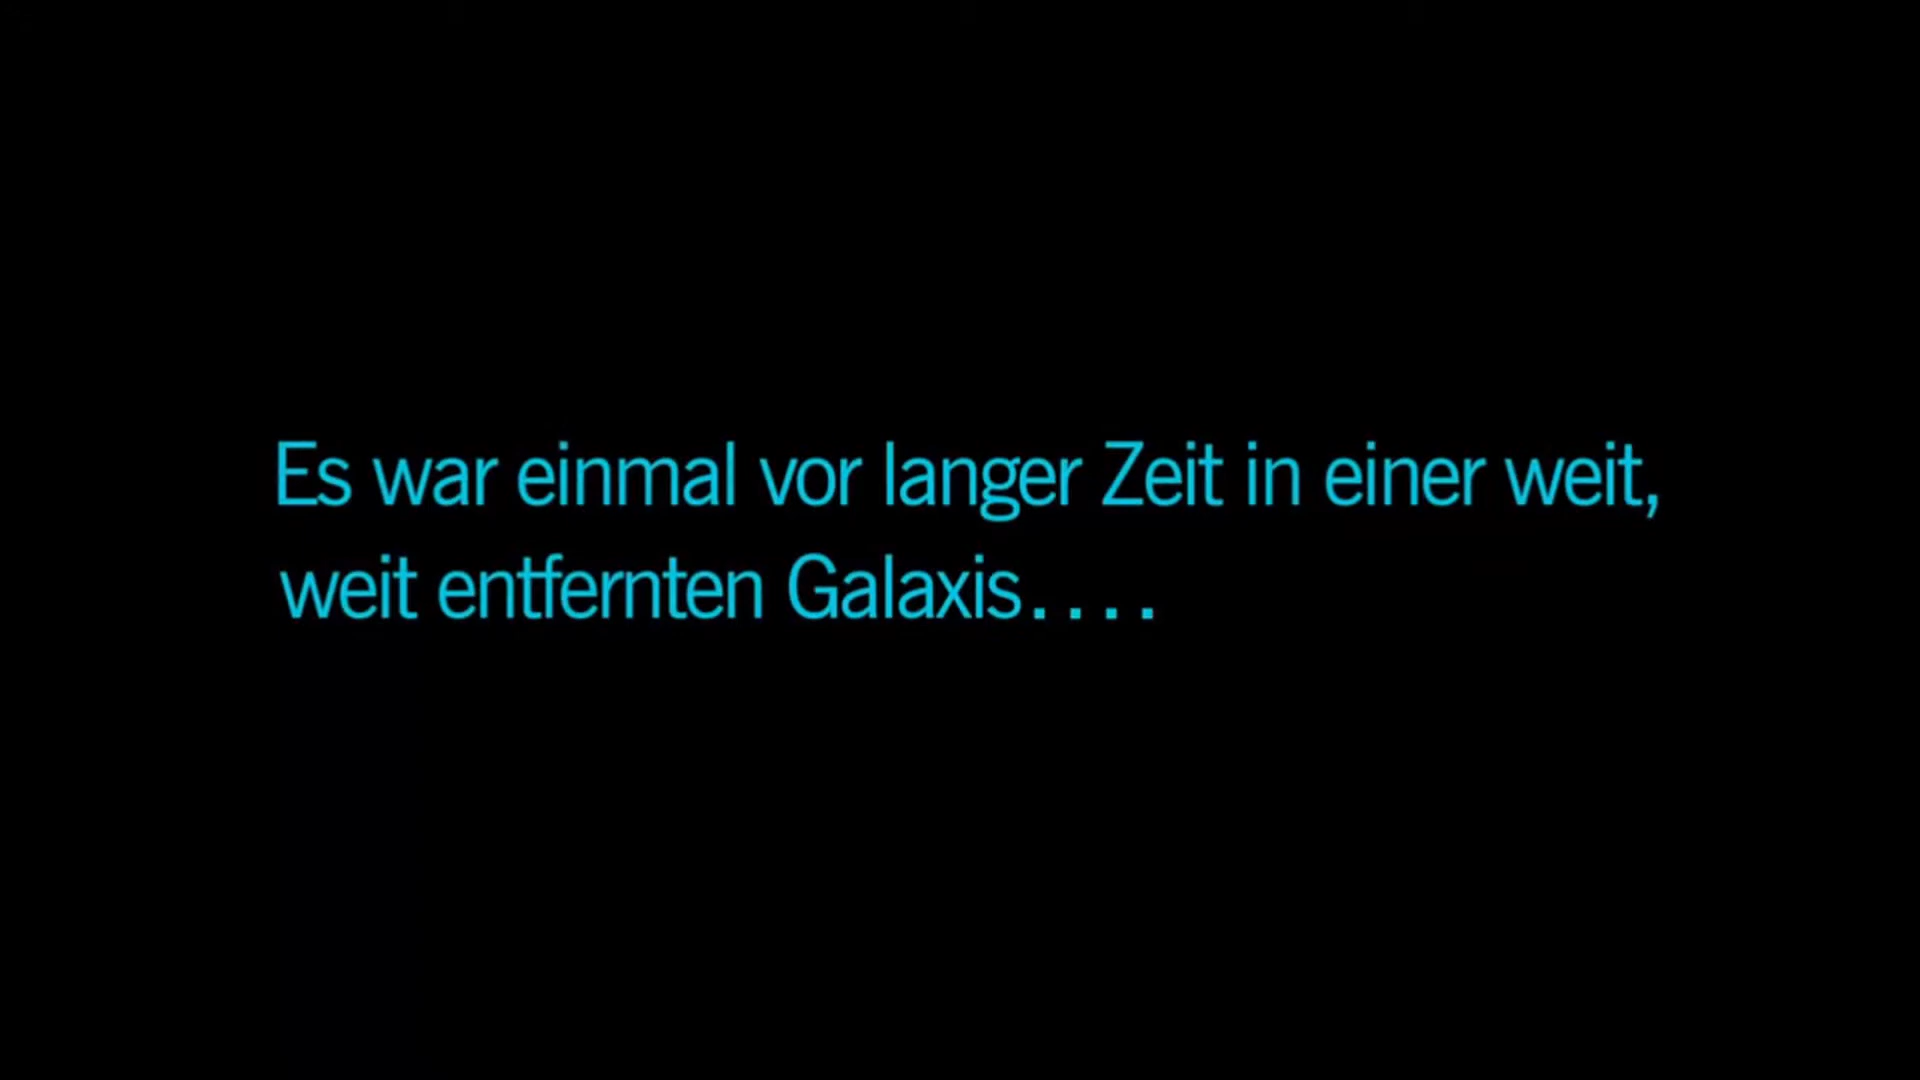 Es war einmal vor langer Zeit in einer weit,
weit entfernten Galaxis....